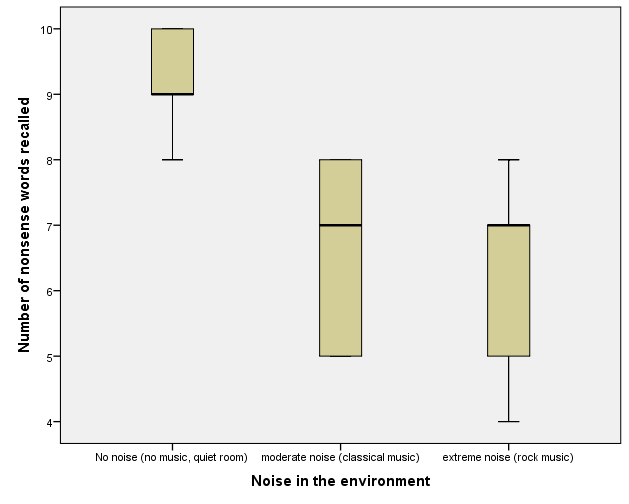 Number of nonsense words recalled
10
9
8
7
6
5
4
No noise (no music, quiet room)
moderate noise (classical music)
extreme noise (rock music)
Noise in the environment